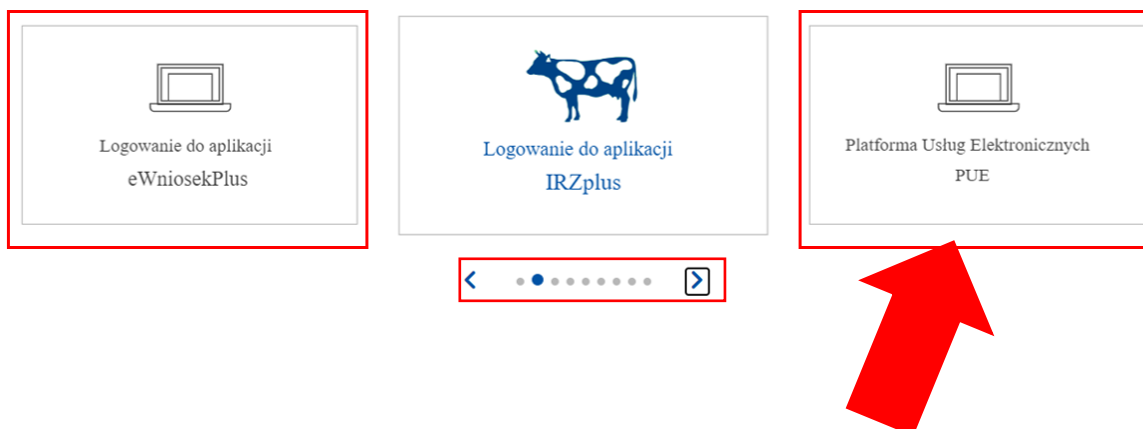 Logowanie do aplikacji
eWniosekPlus
Logowanie do aplikacji
IRZplus
Platforma Usług Elektronicznych
PUE